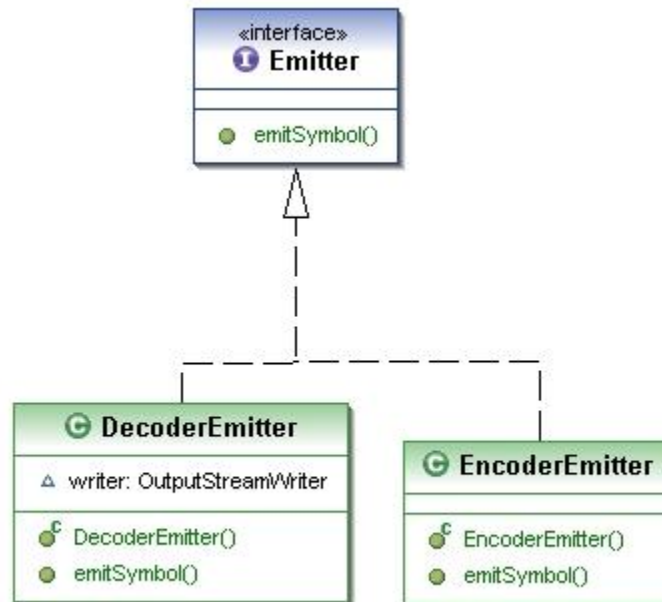 «interface»
I Emitter
emitSymbol()
C DecoderEmitter
writer: OutputStreamWriter
C DecoderEmitter()
emitSymbol()
C EncoderEmitter
C EncoderEmitter()
emitSymbol()